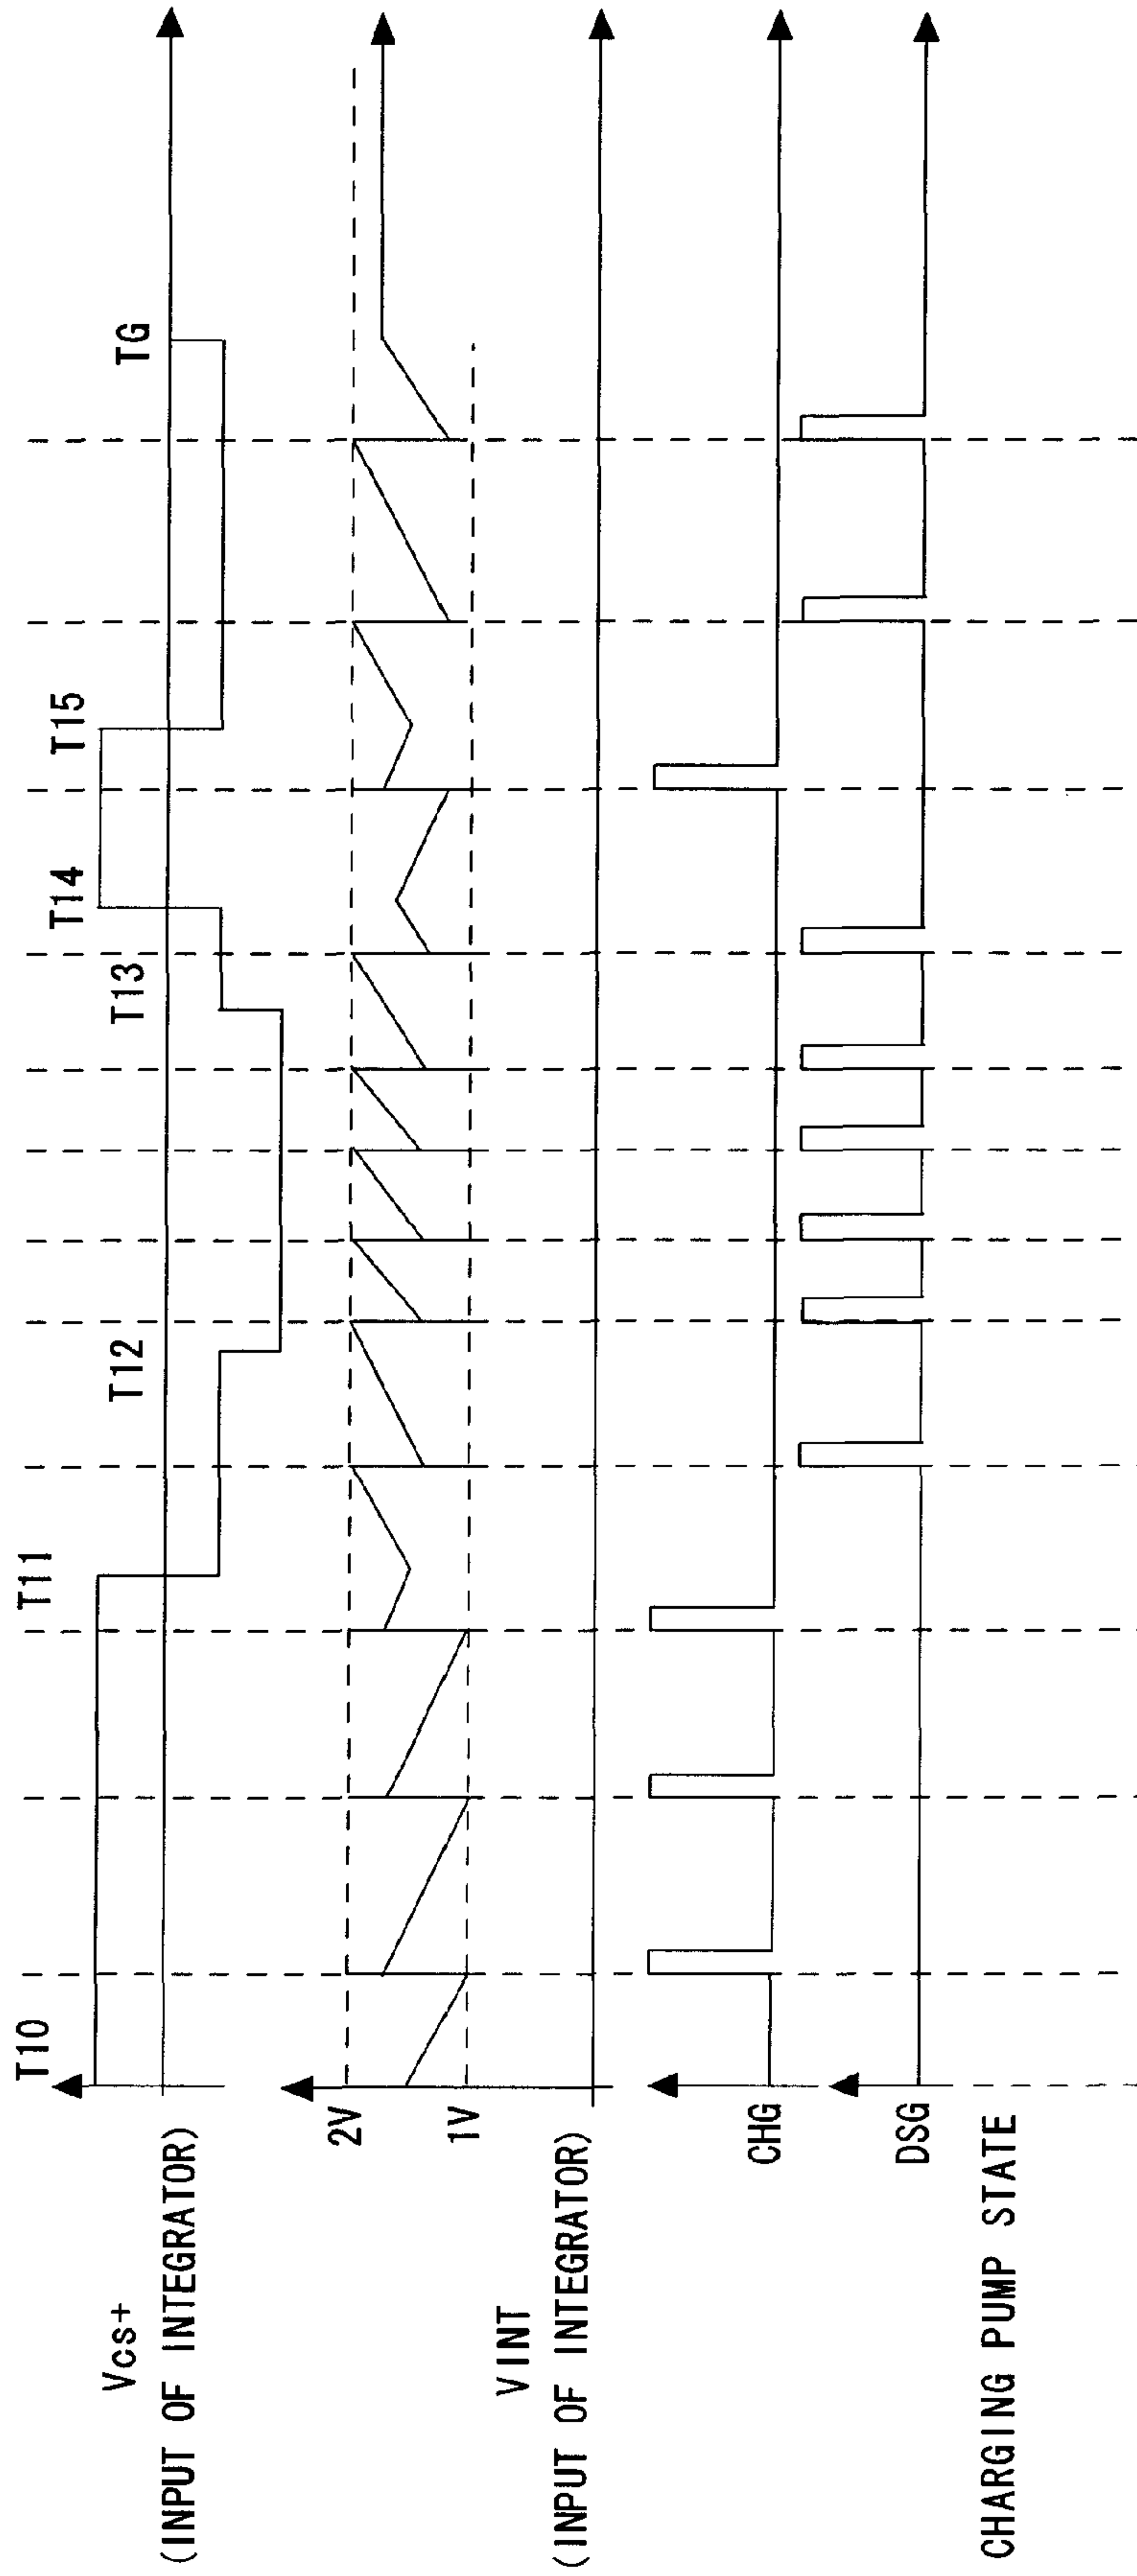 T10
T11
T12
T13
T14
T15
TG
Vcs+
(INPUT OF INTEGRATOR)
2V
1V
VINT
(INPUT OF INTEGRATOR)
CHG
DSG
CHARGING PUMP STATE